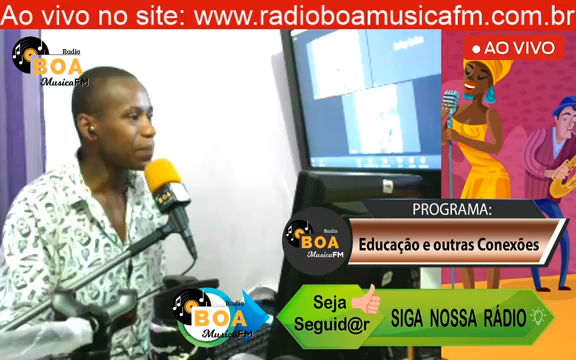 Ao vivo no site: www.radioboamusicafm.com.br
Radio
BOA
MusicaFM
AO VIVO
BOA
PROGRAMA:
Radio
BOA
MusicaFM
Educação e outras Conexões
Radio
BOA
MusicaFM
Seja
Seguid@r
SIGA NOSSA RÁDIO